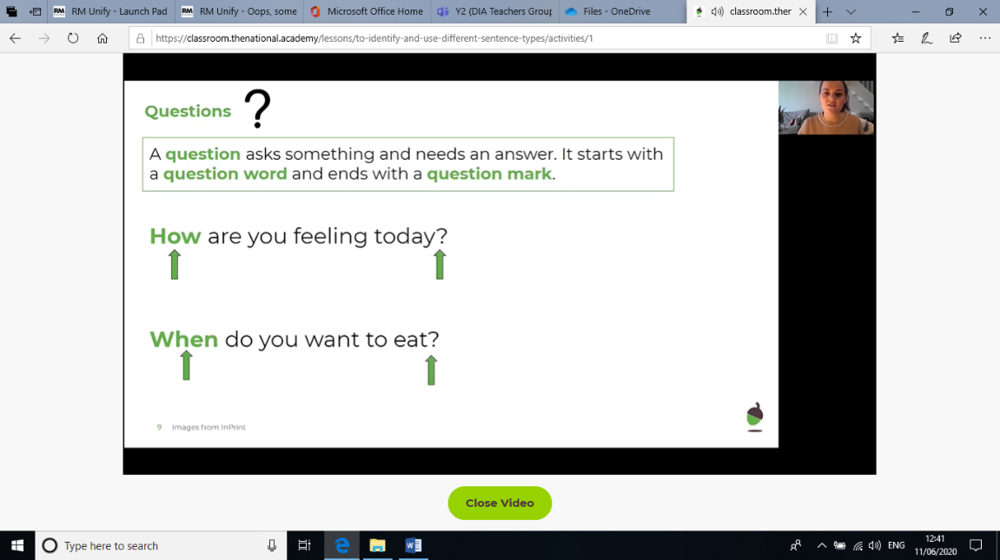 RM Unify - Launch Pad
RM Unify - Oops, some
Microsoft Office Home
Y2 (DIA Teachers Group
Files - OneDrive
classroom.ther
https://classroom.thenational.academy/lessons/to-identify-and-use-different-sentence-types/activities/1
Questions ?
A question asks something and needs an answer. It starts with
a question word and ends with a question mark.
How are you feeling today?
When do you want to eat?
9 Images from InPrint
Close Video
Type here to search
ENG
12:41
11/06/2020